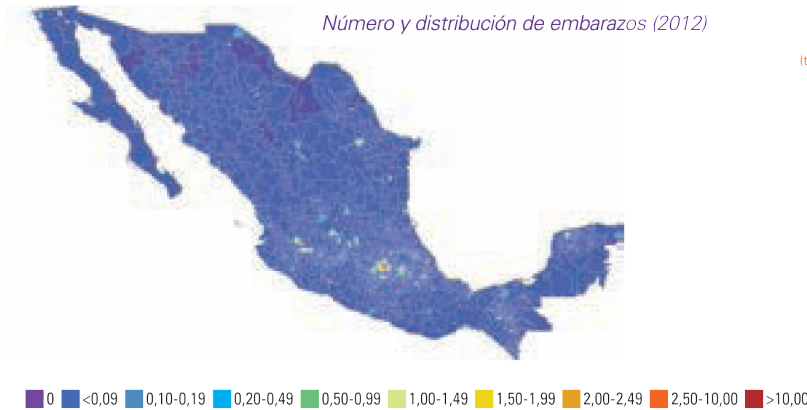 Número y distribución de embarazos (2012)
(t
0 <0,09 0,10-0,19 0,20-0,49 0,50-0,99 1,00-1,49 1,50-1,99 2,00-2,49 2,50-10,00 >10,00